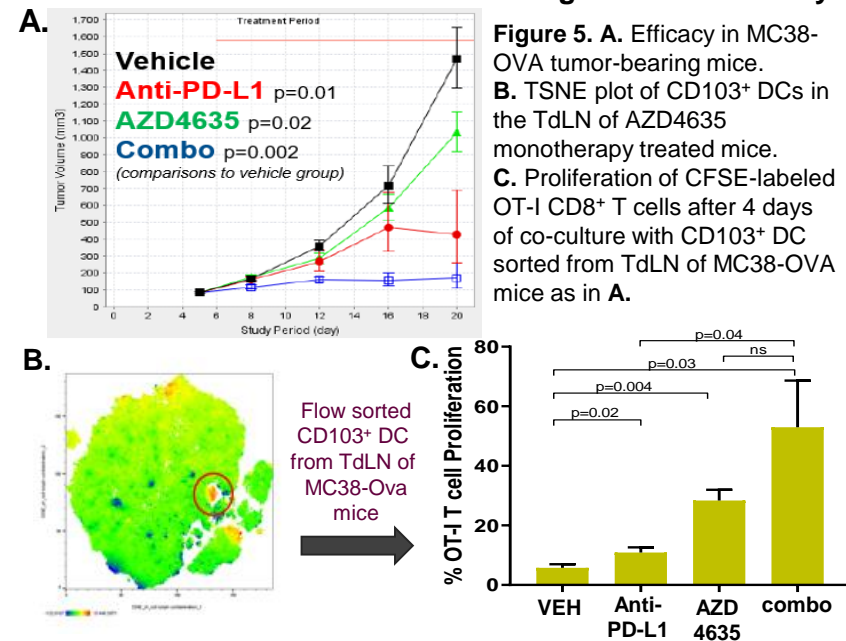 A.
Treatment Period
Vehicle
Anti-PD-L1 p=0.01
AZD4635 p=0.02
Combo p=0.002
(comparisons to vehicle group)
Tumor Volume (mm3)
1,700
1,600
1,500
1,400
1,300
1,200
1,100
1,000
900
800
700
600
500
400
300
200
100
0
0 2 4 6 8 10 12 14 16 18 20
Study Period (day)
Figure 5. A. Efficacy in MC38-
OVA tumor-bearing mice.
B. TSNE plot of CD103⁺ DCs in
the TdLN of AZD4635
monotherapy treated mice.
C. Proliferation of CFSE-labeled
OT-I CD8⁺ T cells after 4 days
of co-culture with CD103⁺ DC
sorted from TdLN of MC38-OVA
mice as in A.
B.
Flow sorted
CD103⁺ DC
from TdLN of
MC38-Ova
mice
C.
% OT-I T cell Proliferation
80
60
40
20
0
p=0.04
ns
p=0.03
p=0.004
p=0.02
VEH Anti-PD-L1 AZD 4635 combo